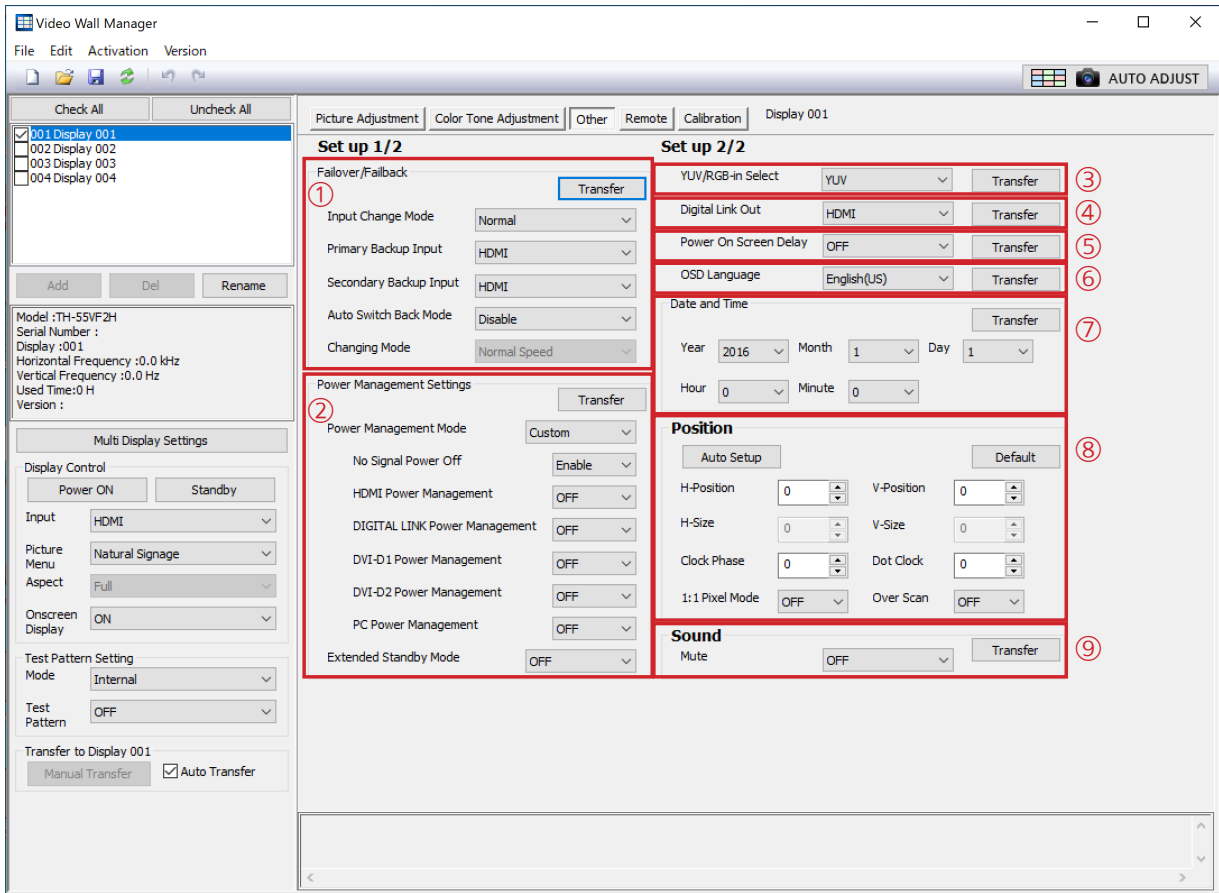 Video Wall Manager
File Edit Activation Version
AUTO ADJUST
Check All Uncheck All
001 Display 001
002 Display 002
003 Display 003
004 Display 004
Add Del Rename
Model :TH-55VF2H
Serial Number :
Display :001
Horizontal Frequency :0.0 kHz
Vertical Frequency :0.0 Hz
Used Time:0 H
Version :
Multi Display Settings
Display Control
Power ON Standby
Input HDMI
Picture Menu Natural Signage
Aspect Full
Onscreen Display ON
Test Pattern Setting
Mode Internal
Test Pattern OFF
Transfer to Display 001
Manual Transfer Auto Transfer
Picture Adjustment Color Tone Adjustment Other Remote Calibration Display 001
Set up 1/2
Failover/Failback
① Transfer
Input Change Mode Normal
Primary Backup Input HDMI
Secondary Backup Input HDMI
Auto Switch Back Mode Disable
Changing Mode Normal Speed
Power Management Settings
② Transfer
Power Management Mode Custom
No Signal Power Off Enable
HDMI Power Management OFF
DIGITAL LINK Power Management OFF
DVI-D1 Power Management OFF
DVI-D2 Power Management OFF
PC Power Management OFF
Extended Standby Mode OFF
Set up 2/2
YUV/RGB-in Select YUV Transfer ③
Digital Link Out HDMI Transfer ④
Power On Screen Delay OFF Transfer ⑤
OSD Language English(US) Transfer ⑥
Date and Time
Transfer ⑦
Year 2016 Month 1 Day 1
Hour 0 Minute 0
Position
Auto Setup Default ⑧
H-Position 0 V-Position 0
H-Size 0 V-Size 0
Clock Phase 0 Dot Clock 0
1:1 Pixel Mode OFF Over Scan OFF
Sound
Mute OFF Transfer ⑨